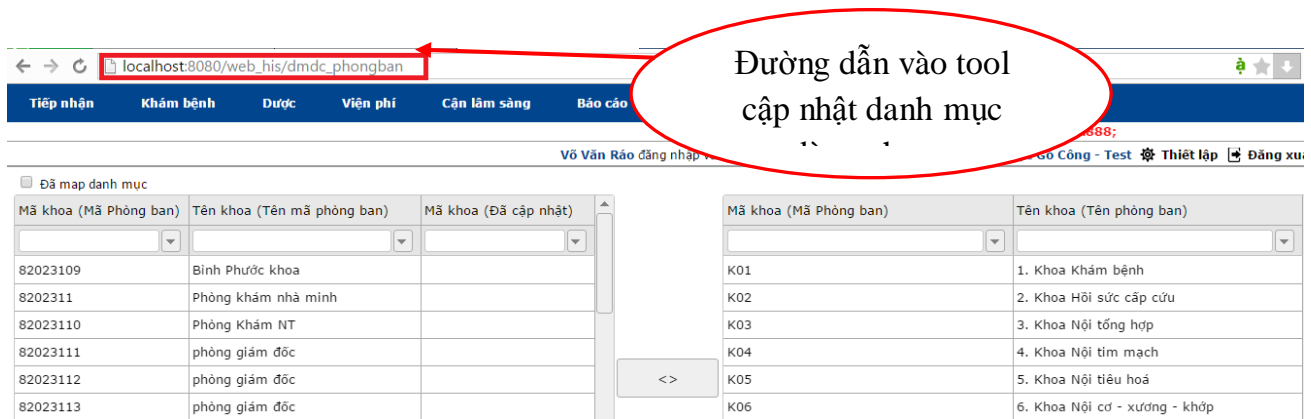 Đường dẫn vào tool
cập nhật danh mục
localhost:8080/web_his/dmdc_phongban
Tiếp nhận Khám bệnh Dược Viện phí Cận lâm sàng Báo cáo
888;
Võ Văn Ráo đăng nhập Gò Công - Test Thiết lập Đăng xuấ
Đã map danh mục
Mã khoa (Mã Phòng ban) Tên khoa (Tên mã phòng ban) Mã khoa (Đã cập nhật) Mã khoa (Mã Phòng ban) Tên khoa (Tên phòng ban)
82023109 Bình Phước khoa K01 1. Khoa Khám bệnh
8202311 Phòng khám nhà minh K02 2. Khoa Hồi sức cấp cứu
82023110 Phòng Khám NT K03 3. Khoa Nội tổng hợp
82023111 phòng giám đốc K04 4. Khoa Nội tim mạch
82023112 phòng giám đốc <> K05 5. Khoa Nội tiêu hoá
82023113 phòng giám đốc K06 6. Khoa Nội cơ - xương - khớp